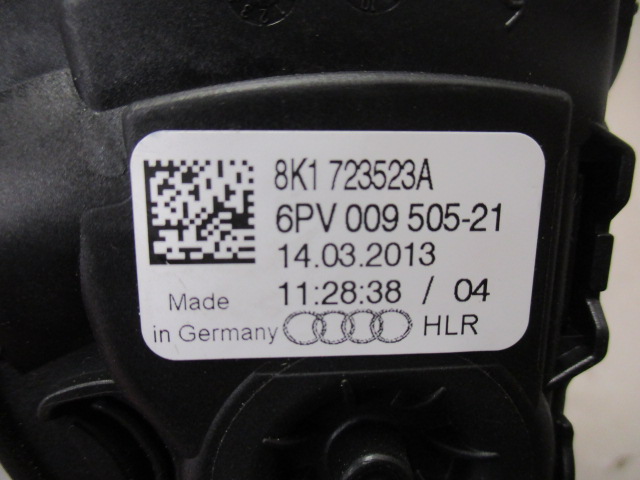 8K1 723523A
6PV 009 505-21
14.03.2013
11:28:38 / 04
Made
in Germany HLR